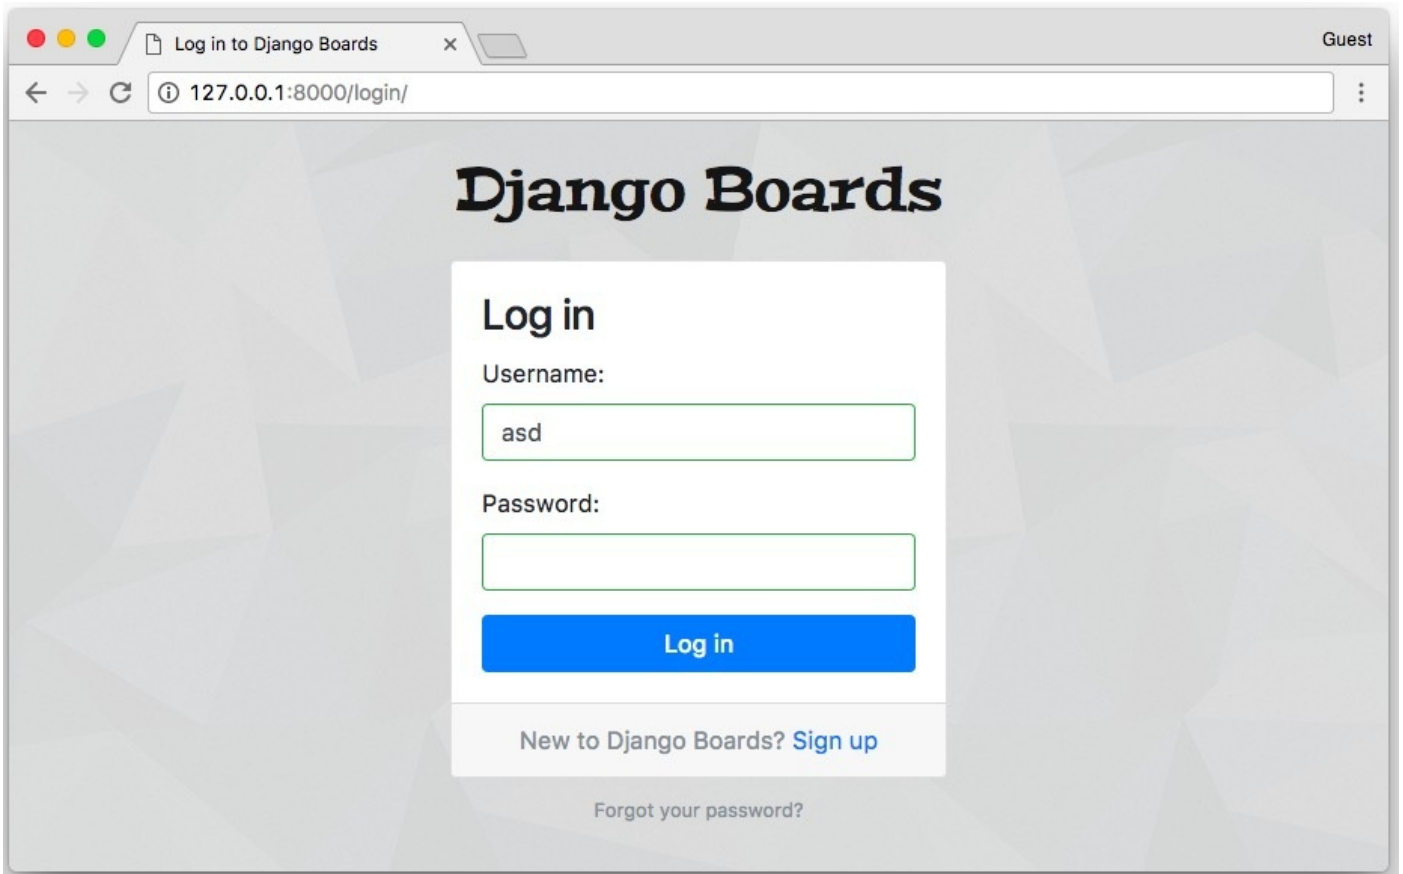 Log in to Django Boards
Guest
127.0.0.1:8000/login/
Django Boards
Log in
Username:
asd
Password:
Log in
New to Django Boards? Sign up
Forgot your password?